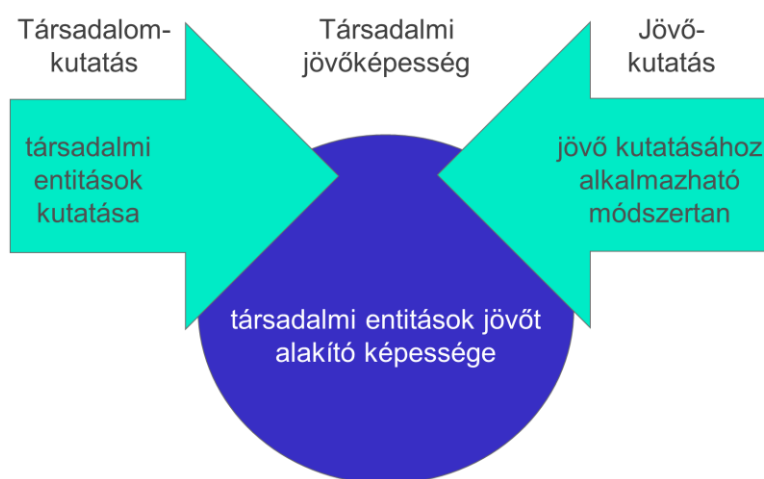 Társadalom-
kutatás
Társadalmi
jövőképesség
Jövő-
kutatás
társadalmi
entitások
kutatása
jövő kutatásához
alkalmazható
módszertan
társadalmi entitások jövőt
alakító képessége